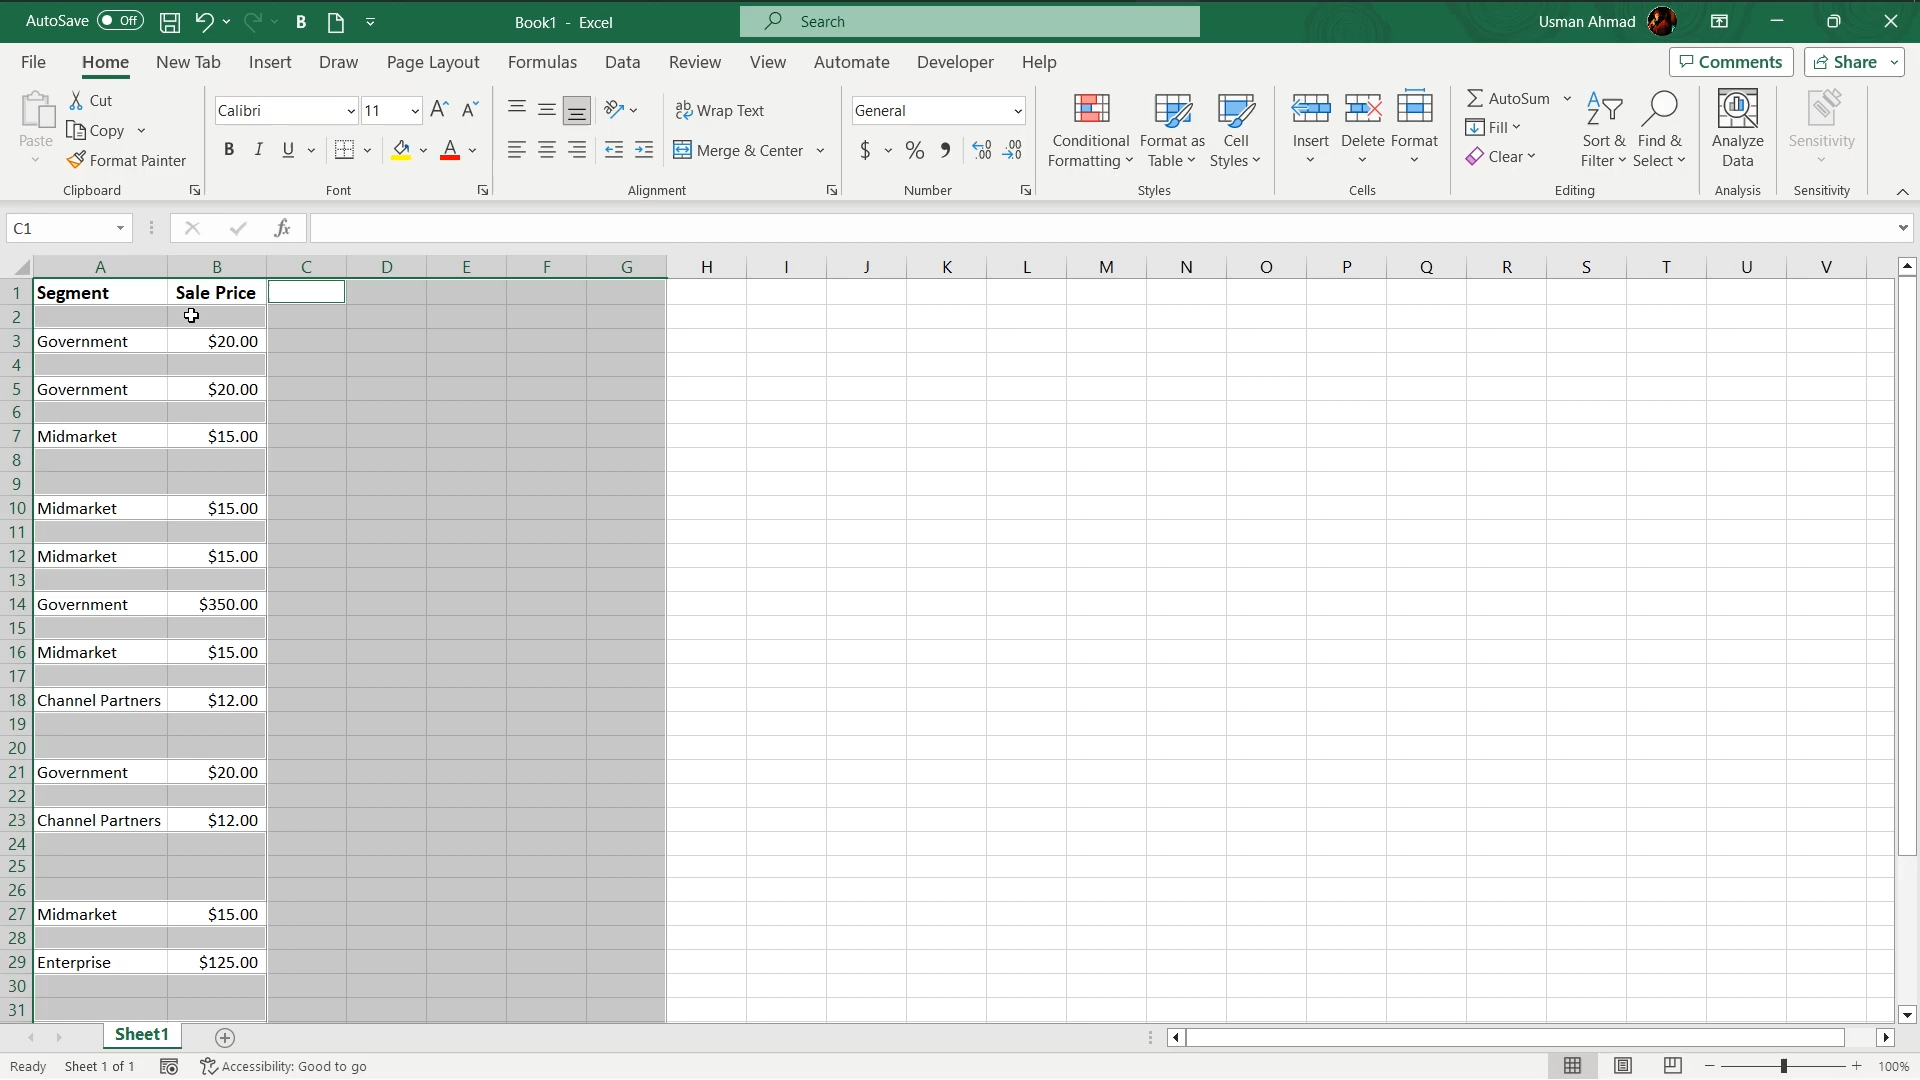 AutoSave Off B Book1 - Excel Search Usman Ahmad
File Home New Tab Insert Draw Page Layout Formulas Data Review View Automate Developer Help Comments Share
Paste Cut Copy Format Painter Clipboard
Calibri 11 B I U A Font
ab Wrap Text Merge & Center Alignment
General $ % Number
Conditional Formatting Format as Table Cell Styles Styles
Insert Delete Format Cells
AutoSum Fill Clear Sort & Filter Find & Select Editing
Analyze Data Analysis
Sensitivity Sensitivity
C1 fx
A B C D E F G H I J K L M N O P Q R S T U V
1 Segment Sale Price
2
3 Government $20.00
4
5 Government $20.00
6
7 Midmarket $15.00
8
9
10 Midmarket $15.00
11
12 Midmarket $15.00
13
14 Government $350.00
15
16 Midmarket $15.00
17
18 Channel Partners $12.00
19
20
21 Government $20.00
22
23 Channel Partners $12.00
24
25
26
27 Midmarket $15.00
28
29 Enterprise $125.00
30
31
Sheet1
Ready Sheet 1 of 1 Accessibility: Good to go 100%